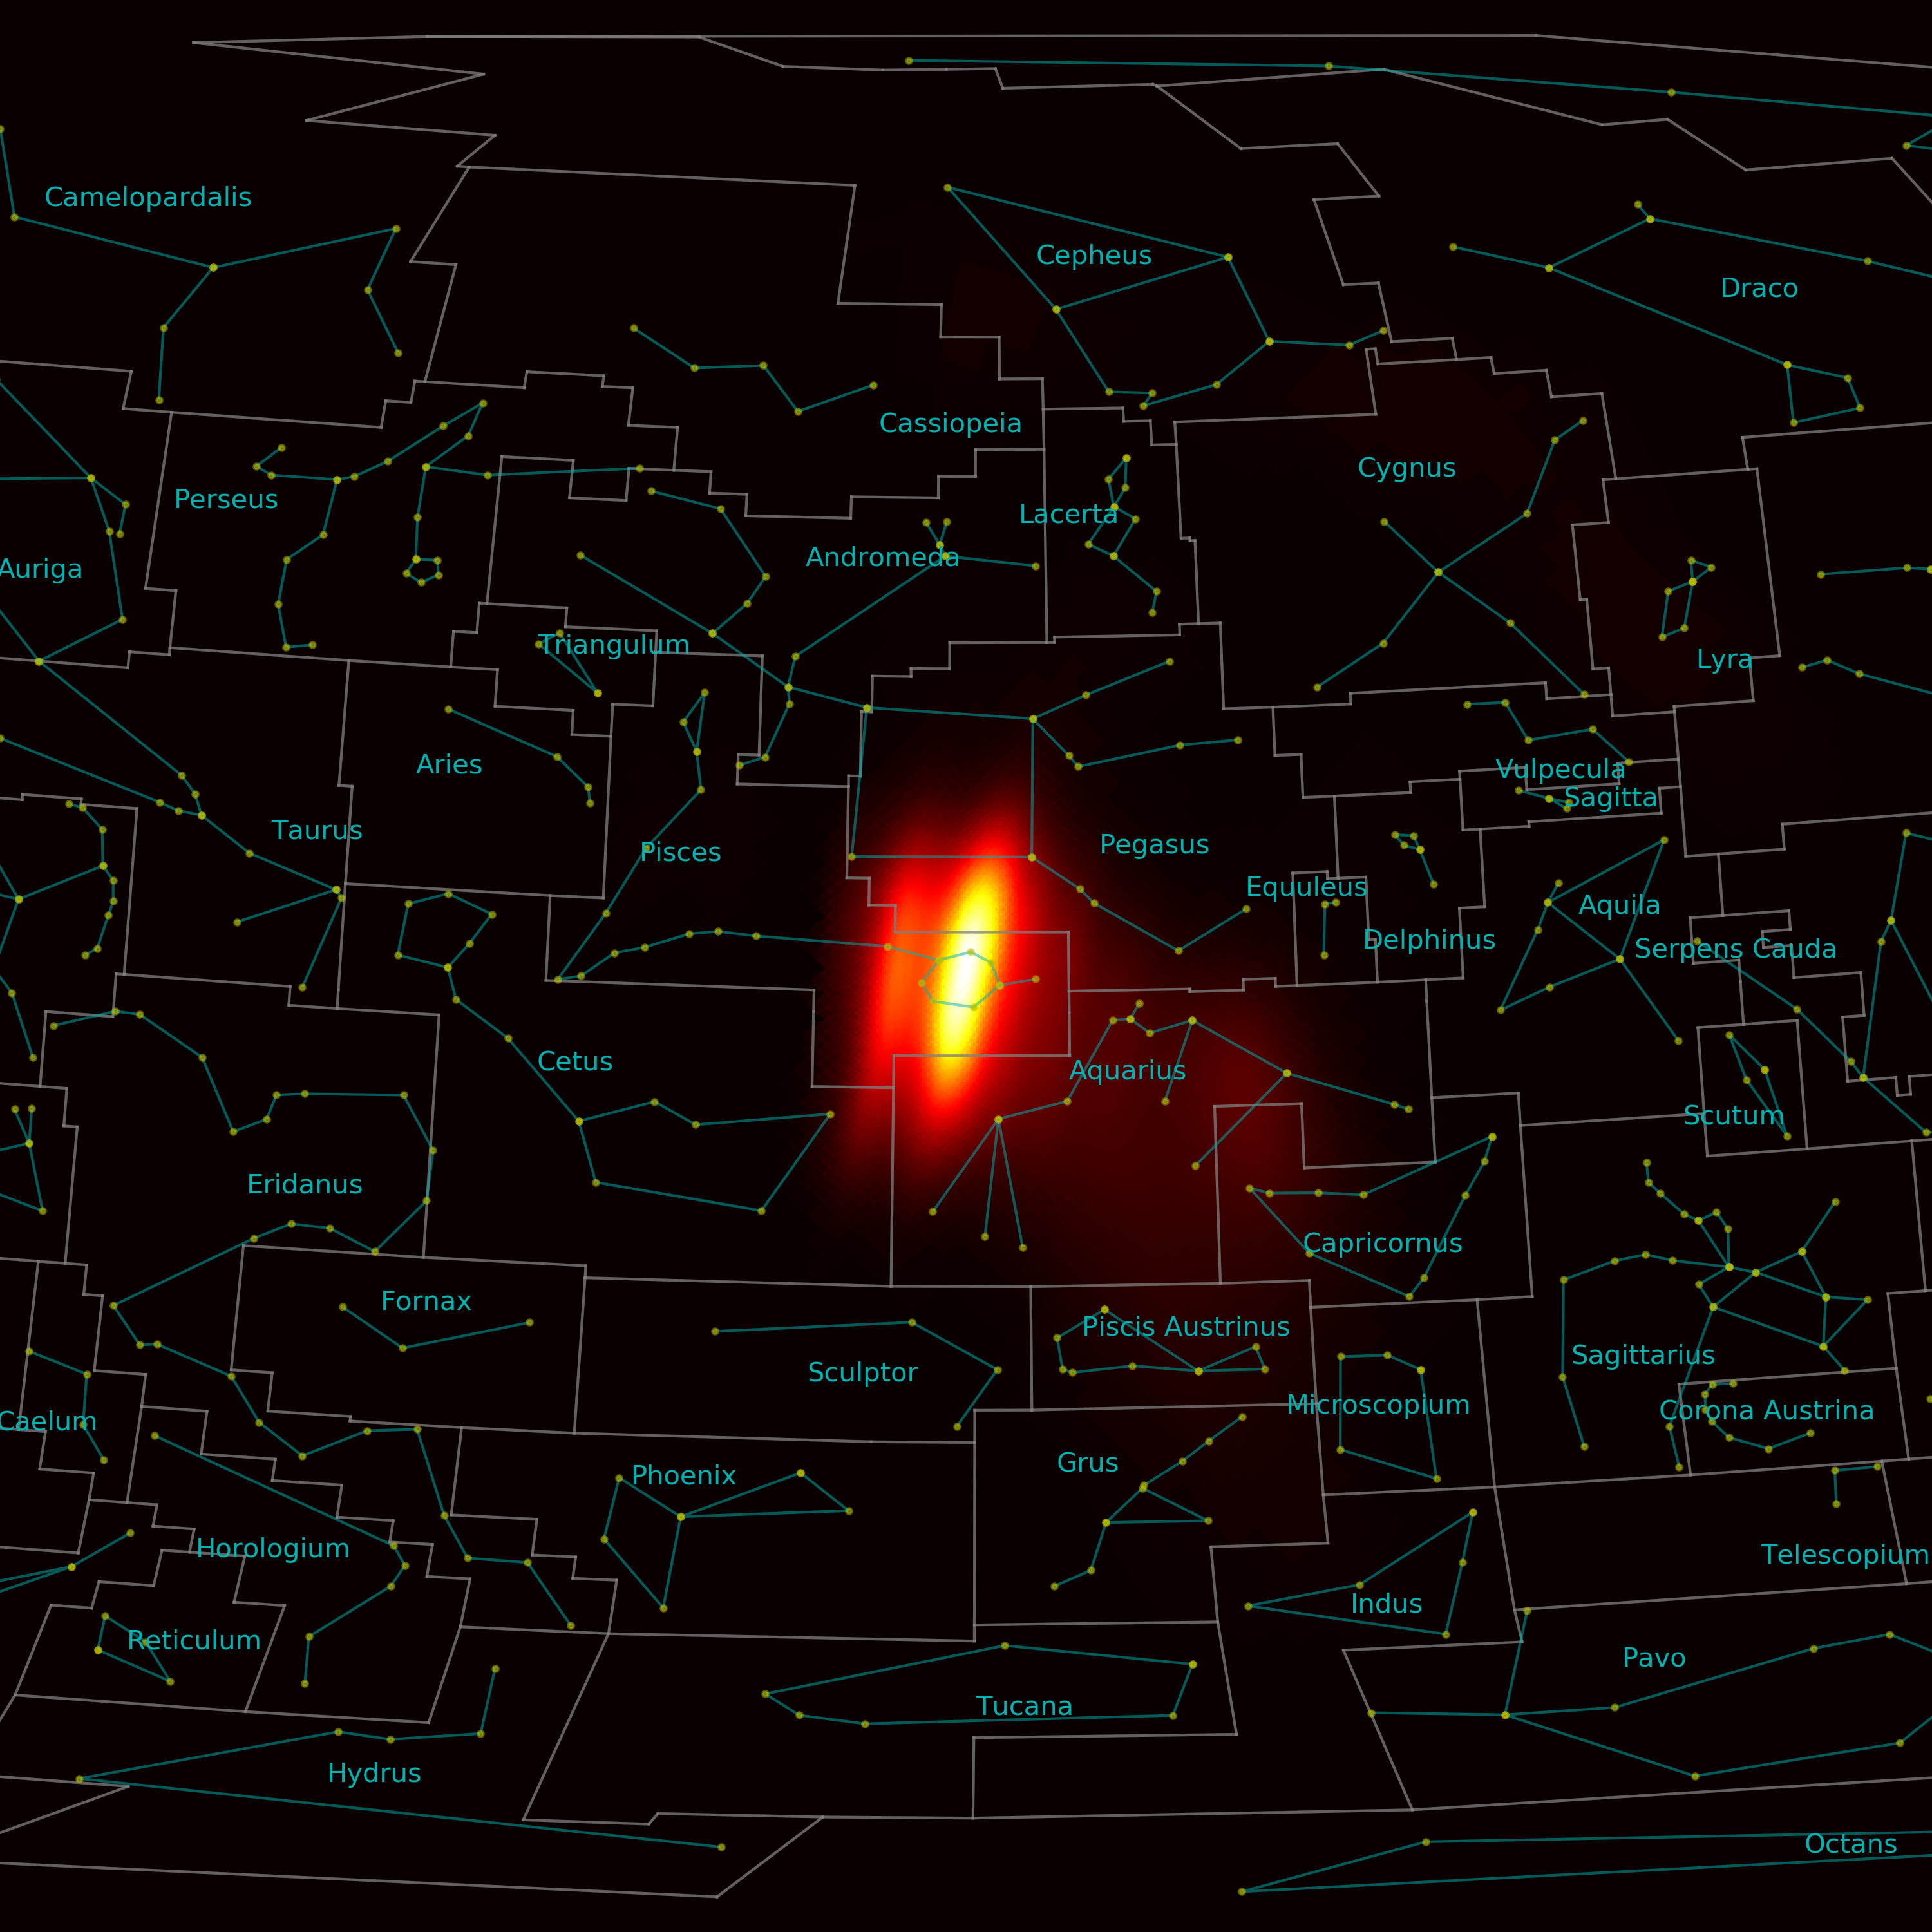 Camelopardalis
Cepheus
Draco
Cassiopeia
Cygnus
Perseus
Lacerta
Andromeda
Auriga
Triangulum
Lyra
Aries
Vulpecula
Sagitta
Taurus
Pisces
Pegasus
Equuleus
Aquila
Delphinus
Serpens Cauda
Cetus
Aquarius
Scutum
Eridanus
Capricornus
Fornax
Piscis Austrinus
Sagittarius
Sculptor
Microscopium
Corona Austrina
Caelum
Grus
Phoenix
Horologium
Telescopium
Indus
Reticulum
Pavo
Tucana
Hydrus
Octans